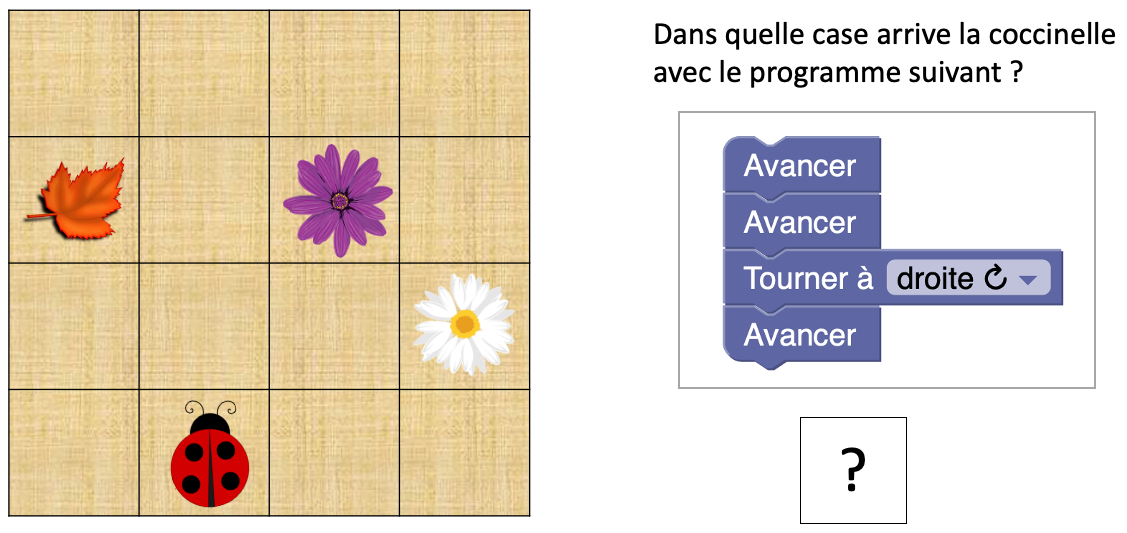 Dans quelle case arrive la coccinelle
avec le programme suivant ?
Avancer
Avancer
Tourner à droite ↻
Avancer
?